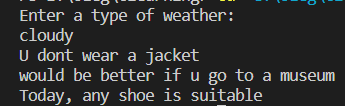 Enter a type of weather:
cloudy
U dont wear a jacket
would be better if u go to a museum
Today, any shoe is suitable